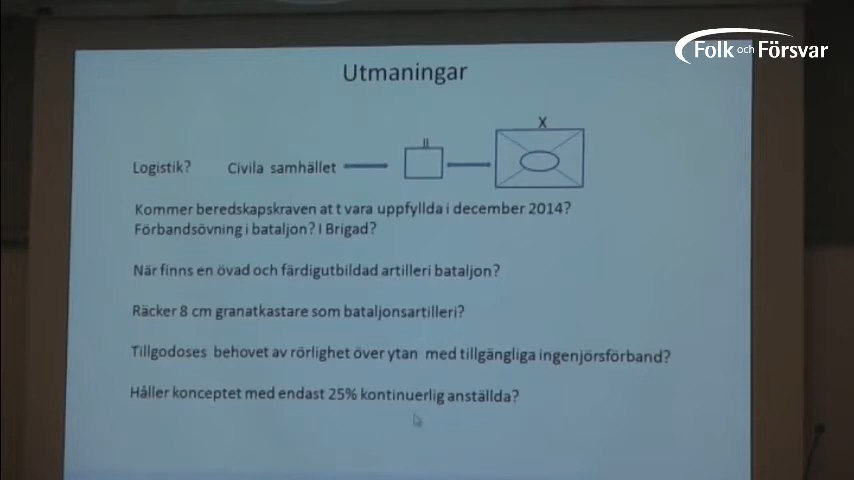 Folk och Försvar
Utmaningar
X
II
Logistik? Civila samhället
Kommer beredskapskraven at t vara uppfyllda i december 2014?
Förbandsövning i bataljon? I Brigad?
När finns en övad och färdigutbildad artilleri bataljon?
Räcker 8 cm granatkastare som bataljonsartilleri?
Tillgodoses behovet av rörlighet över ytan med tillgängliga ingenjörsförband?
Håller konceptet med endast 25% kontinuerlig anställda?